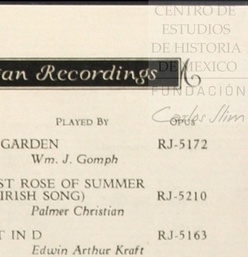 CENTRO DE
ESTUDIOS
DE HISTORIA
DE MEXICO
an Recordings
FUNDACIÓN
Carlos Slim
PLAYED BY OPUS
GARDEN RJ-5172
Wm. J. Gomph
ST ROSE OF SUMMER
IRISH SONG) RJ-5210
Palmer Christian
T IN D RJ-5163
Edwin Arthur Kraft